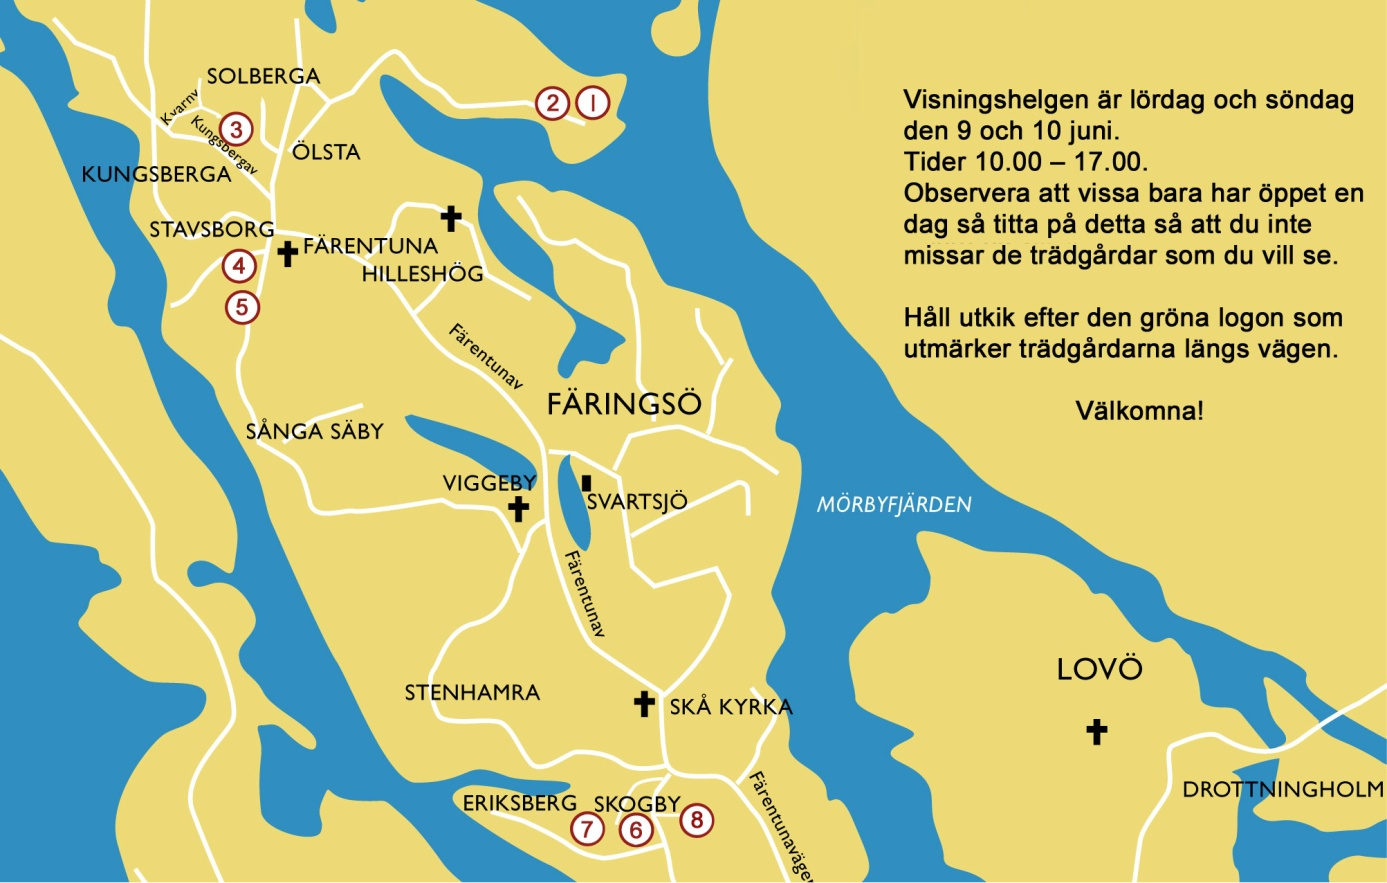 SOLBERGA
Kvarnv
Kungsbergav
3
2
1
ÖLSTA
KUNGSBERGA
STAVSBORG
FÄRENTUNA
HILLESHÖG
4
5
Färentunav
FÄRINGSÖ
SÅNGA SÄBY
VIGGEBY
SVARTSJÖ
MÖRBYFJÄRDEN
Färentunav
STENHAMRA
SKÅ KYRKA
LOVÖ
DROTTNINGHOLM
ERIKSBERG
SKOGBY
7
6
8
Färentunavägen
Visningshelgen är lördag och söndag
den 9 och 10 juni.
Tider 10.00 – 17.00.
Observera att vissa bara har öppet en
dag så titta på detta så att du inte
missar de trädgårdar som du vill se.
Håll utkik efter den gröna logon som
utmärker trädgårdarna längs vägen.
Välkomna!